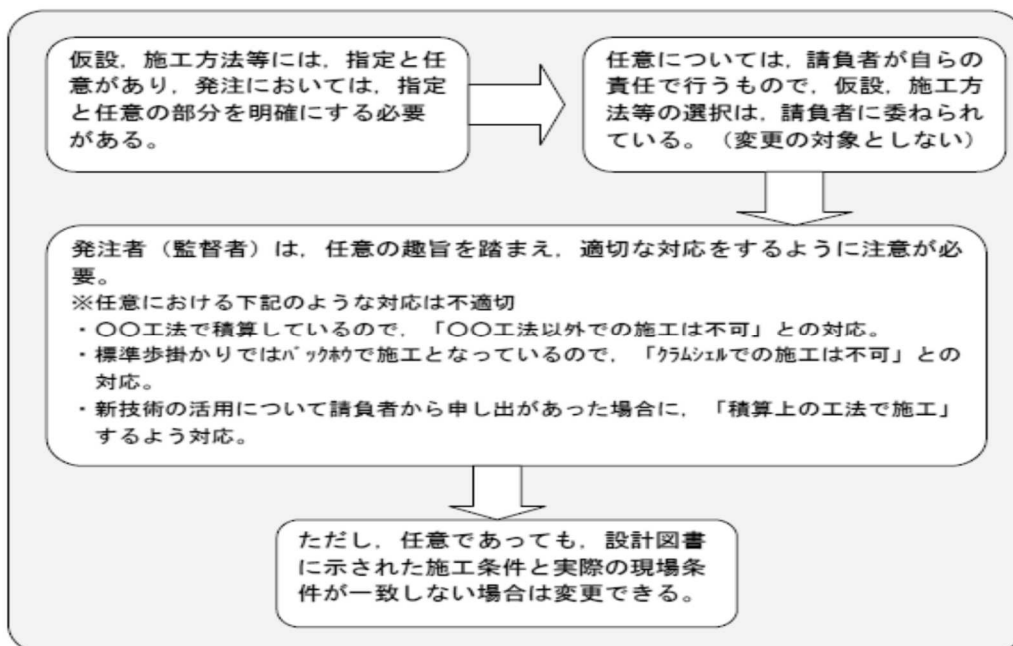 仮設，施工方法等には，指定と任
意があり，発注においては，指定
と任意の部分を明確にする必要
がある。
任意については，請負者が自らの
責任で行うもので，仮設，施工方
法等の選択は，請負者に委ねられ
ている。（変更の対象としない）
発注者（監督者）は，任意の趣旨を踏まえ，適切な対応をするように注意が必
要。
※任意における下記のような対応は不適切
・〇〇工法で積算しているので，「〇〇工法以外での施工は不可」との対応。
・標準歩掛かりではﾊﾞｯｸﾎｳで施工となっているので，「ｸﾗﾑｼｪﾙでの施工は不可」との
対応。
・新技術の活用について請負者から申し出があった場合に，「積算上の工法で施工」
するよう対応。
ただし，任意であっても，設計図書
に示された施工条件と実際の現場条
件が一致しない場合は変更できる。